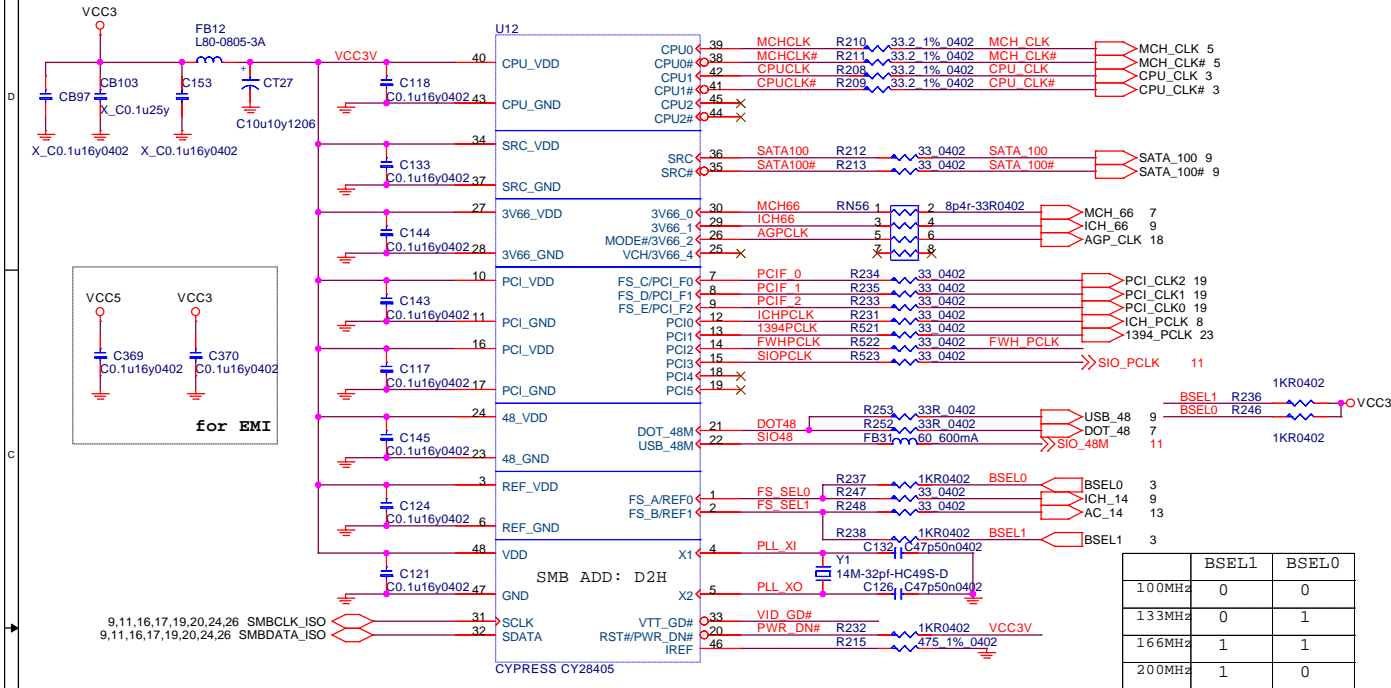 VCC3
FB12
L80-0805-3A
VCC3V
CB97
CB103
X_C0.1u25y
C153
CT27
C10u10y1206
X_C0.1u16y0402 X_C0.1u16y0402
D
C
VCC5 VCC3
C369
C0.1u16y0402
C370
C0.1u16y0402
for EMI
C118
C0.1u16y0402
C133
C0.1u16y0402
C144
C0.1u16y0402
C143
C0.1u16y0402
C117
C0.1u16y0402
C145
C0.1u16y0402
C124
C0.1u16y0402
C121
C0.1u16y0402
9,11,16,17,19,20,24,26 SMBCLK_ISO
9,11,16,17,19,20,24,26 SMBDATA_ISO
U12
40 CPU_VDD
43 CPU_GND
34 SRC_VDD
37 SRC_GND
27 3V66_VDD
28 3V66_GND
10 PCI_VDD
11 PCI_GND
16 PCI_VDD
17 PCI_GND
24 48_VDD
23 48_GND
3 REF_VDD
6 REF_GND
48 VDD
47 GND
31 SCLK
32 SDATA
SMB ADD: D2H
CYPRESS CY28405
CPU0 39 MCHCLK R210 33.2_1%_0402 MCH_CLK MCH_CLK 5
CPU0# 38 MCHCLK# R211 33.2_1%_0402 MCH_CLK# MCH_CLK# 5
CPU1 42 CPUCLK R208 33.2_1%_0402 CPU_CLK CPU_CLK 3
CPU1# 41 CPUCLK# R209 33.2_1%_0402 CPU_CLK# CPU_CLK# 3
CPU2 45
CPU2# 44
SRC 36 SATA100 R212 33_0402 SATA_100 SATA_100 9
SRC# 35 SATA100# R213 33_0402 SATA_100# SATA_100# 9
3V66_0 30 MCH66 RN56 1 2 8p4r-33R0402 MCH_66 7
3V66_1 29 ICH66 3 4 ICH_66 9
MODE#/3V66_2 26 AGPCLK 5 6 AGP_CLK 18
VCH/3V66_4 25 7 8
FS_C/PCI_F0 7 PCIF_0 R234 33_0402 PCI_CLK2 19
FS_D/PCI_F1 8 PCIF_1 R235 33_0402 PCI_CLK1 19
FS_E/PCI_F2 9 PCIF_2 R233 33_0402 PCI_CLK0 19
PCI0 12 ICHPCLK R231 33_0402 ICH_PCLK 8
PCI1 13 1394PCLK R521 33_0402 1394_PCLK 23
PCI2 14 FWHPCLK R522 33_0402 FWH_PCLK
PCI3 15 SIOPCLK R523 33_0402 SIO_PCLK 11
PCI4 18
PCI5 19
BSEL1 R236 1KR0402 VCC3
BSEL0 R246 1KR0402
R253 33R_0402 USB_48 9
DOT_48M 21 DOT48 R252 33R_0402 DOT_48 7
USB_48M 22 SIO48 FB31 60_600mA SIO_48M 11
R237 1KR0402 BSEL0 BSEL0 3
FS_A/REF0 1 FS_SEL0 R247 33_0402 ICH_14 9
FS_B/REF1 2 FS_SEL1 R248 33_0402 AC_14 13
R238 1KR0402 BSEL1 BSEL1 3
X1 4 PLL_XI C132 C47p50n0402
Y1
14M-32pf-HC49S-D
X2 5 PLL_XO C126 C47p50n0402
VTT_GD# 33 VID_GD#
RST#/PWR_DN# 20 PWR_DN# R232 1KR0402 VCC3V
IREF 46 R215 475_1%_0402
BSEL1 BSEL0
100MHz 0 0
133MHz 0 1
166MHz 1 1
200MHz 1 0